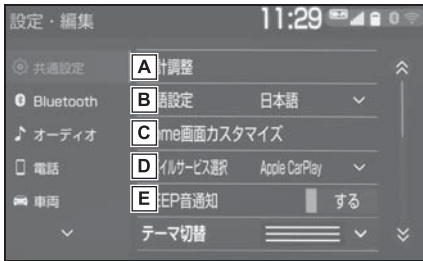 設定・編集 11:29
共通設定 A 計調整
Bluetooth B 語設定 日本語
オーディオ C ome画面カスタマイズ
電話 D イルサービス選択 Apple CarPlay
車両 E EEP音通知 する
テーマ切替